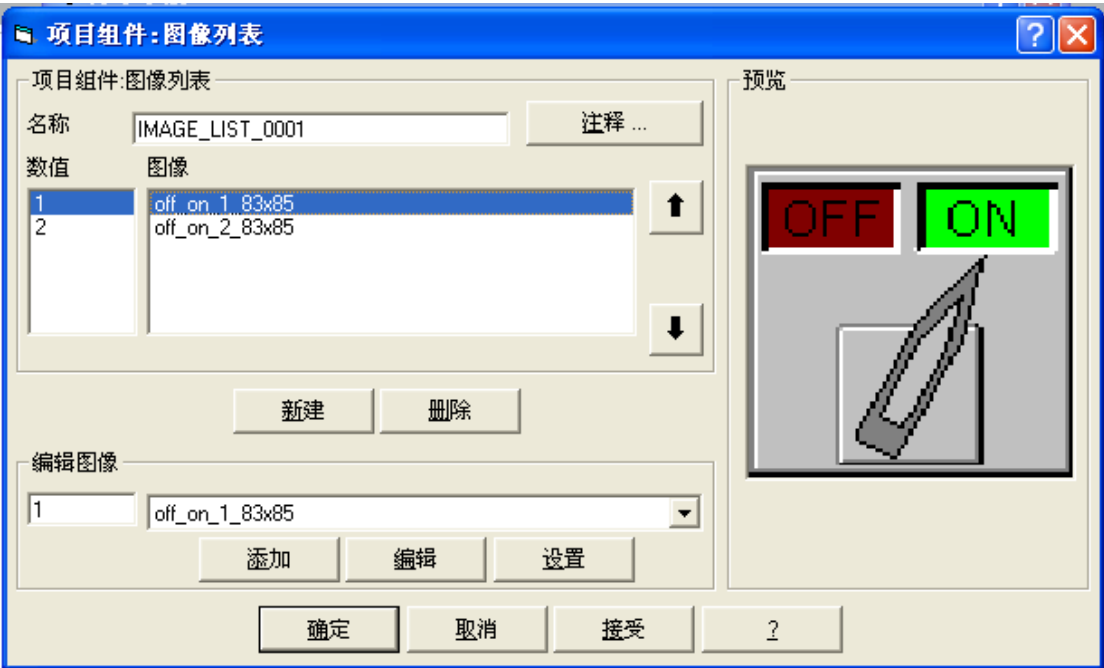 项目组件:图像列表
项目组件:图像列表
名称
IMAGE_LIST_0001
注释 ...
数值
图像
1
off_on_1_83x85
2
off_on_2_83x85
新建
删除
编辑图像
1
off_on_1_83x85
添加
编辑
设置
预览
OFF
ON
确定
取消
接受
?